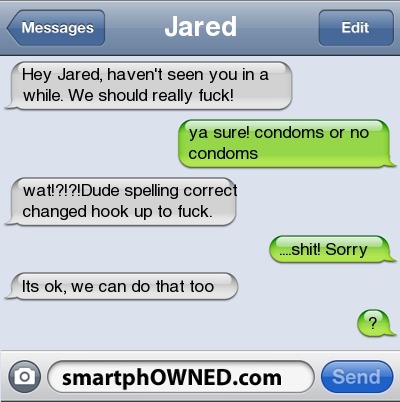 Messages
Jared
Edit
Hey Jared, haven't seen you in a
while. We should really fuck!
ya sure! condoms or no
condoms
wat!?!?!Dude spelling correct
changed hook up to fuck.
....shit! Sorry
Its ok, we can do that too
?
smartphOWNED.com
Send